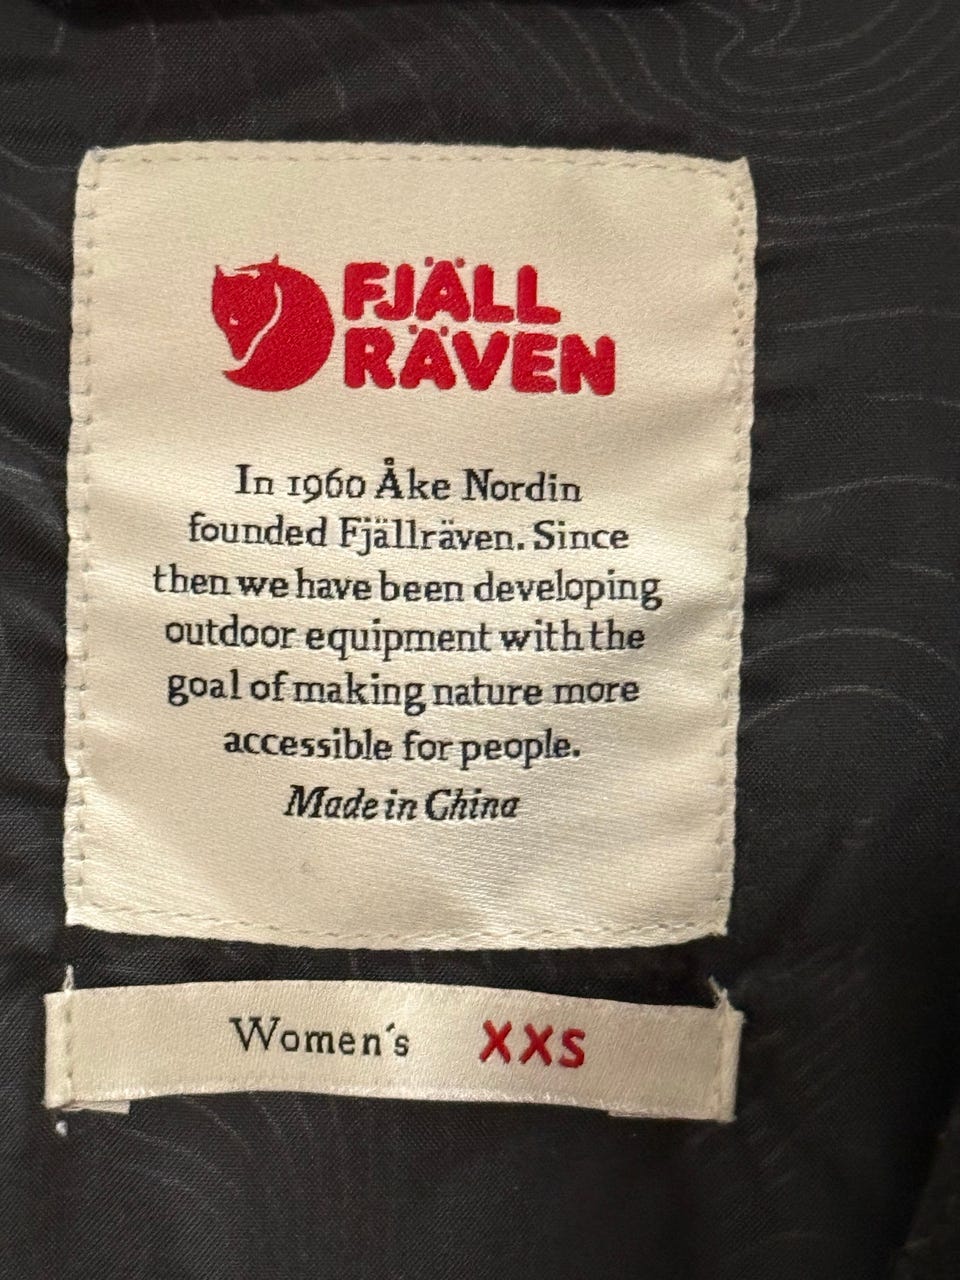 FJÄLL
RÄVEN
In 1960 Åke Nordin
founded Fjällräven. Since
then we have been developing
outdoor equipment with the
goal of making nature more
accessible for people.
Made in China
Women´s XXS